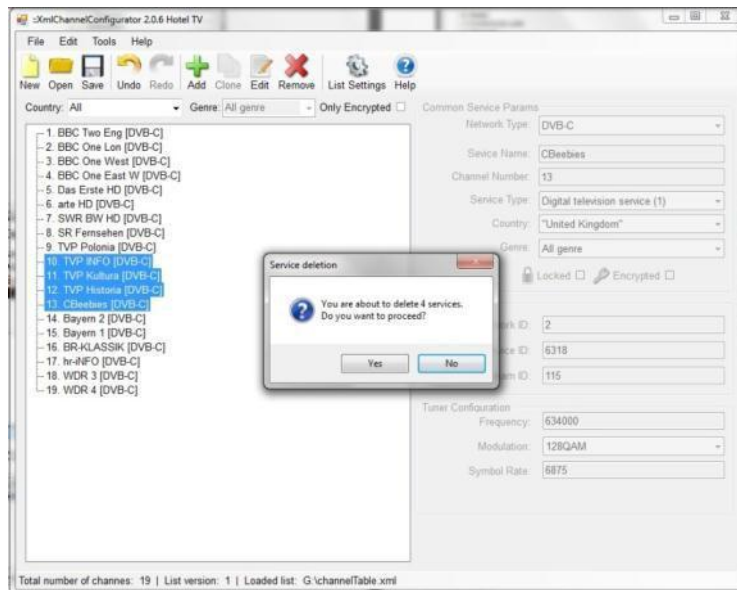 :XmlChannelConfigurator 2.0.6 Hotel TV
File Edit Tools Help
New Open Save Undo Redo Add Clone Edit Remove List Settings Help
Country: All Genre: All genre Only Encrypted
1. BBC Two Eng [DVB-C]
2. BBC One Lon [DVB-C]
3. BBC One West [DVB-C]
4. BBC One East W [DVB-C]
5. Das Erste HD [DVB-C]
6. arte HD [DVB-C]
7. SWR BW HD [DVB-C]
8. SR Fernsehen [DVB-C]
9. TVP Polonia [DVB-C]
10. TVP INFO [DVB-C]
11. TVP Kultura [DVB-C]
12. TVP Historia [DVB-C]
13. CBeebies [DVB-C]
14. Bayern 2 [DVB-C]
15. Bayern 1 [DVB-C]
16. BR-KLASSIK [DVB-C]
17. hr-iNFO [DVB-C]
18. WDR 3 [DVB-C]
19. WDR 4 [DVB-C]
Service deletion
You are about to delete 4 services.
Do you want to proceed?
Yes No
Common Service Params
Network Type: DVB-C
Sevice Name: CBeebies
Channel Number: 13
Service Type: Digital television service (1)
Country: "United Kingdom"
Genre: All genre
Locked Encrypted
ID: 2
ID: 6318
ID: 115
Tuner Configuration
Frequency: 634000
Modulation: 128QAM
Symbol Rate: 6875
Total number of channes: 19 | List version: 1 | Loaded list: G:\channelTable.xml